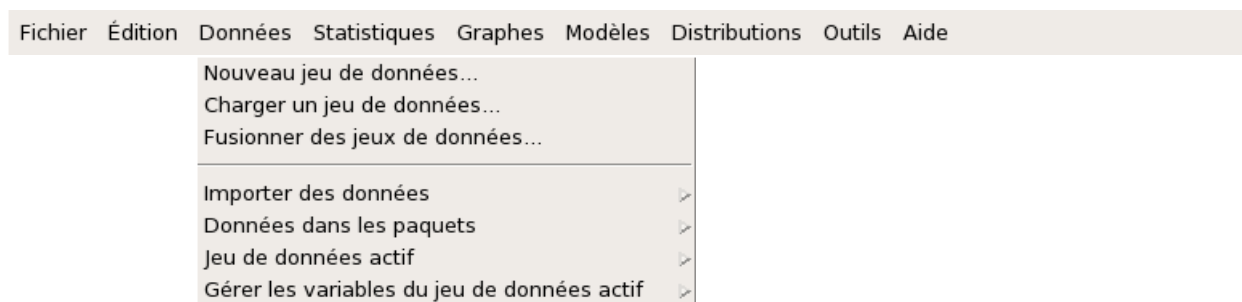 Fichier Édition Données Statistiques Graphes Modèles Distributions Outils Aide
Nouveau jeu de données...
Charger un jeu de données...
Fusionner des jeux de données...
Importer des données
Données dans les paquets
Jeu de données actif
Gérer les variables du jeu de données actif